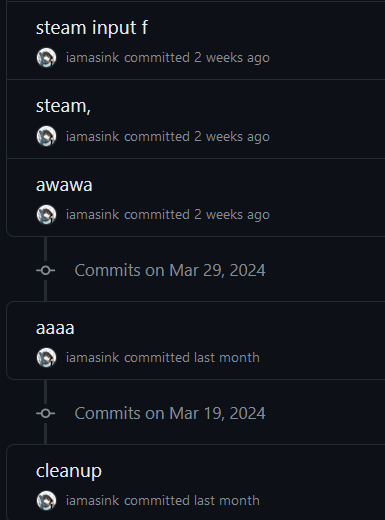 steam input f
iamasink committed 2 weeks ago
steam,
iamasink committed 2 weeks ago
awawa
iamasink committed 2 weeks ago
Commits on Mar 29, 2024
aaaa
iamasink committed last month
Commits on Mar 19, 2024
cleanup
iamasink committed last month